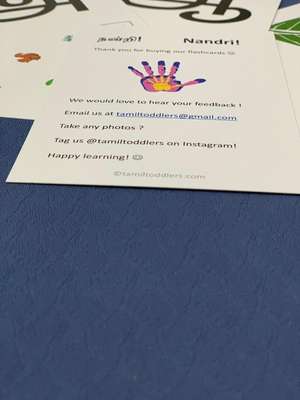 நன்றி! Nandri!
Thank you for buying our flashcards
We would love to hear your feedback !
Email us at tamiltoddlers@gmail.com
Take any photos ?
Tag us @tamiltoddlers on Instagram!
Happy learning! ☺
©tamiltoddlers.com